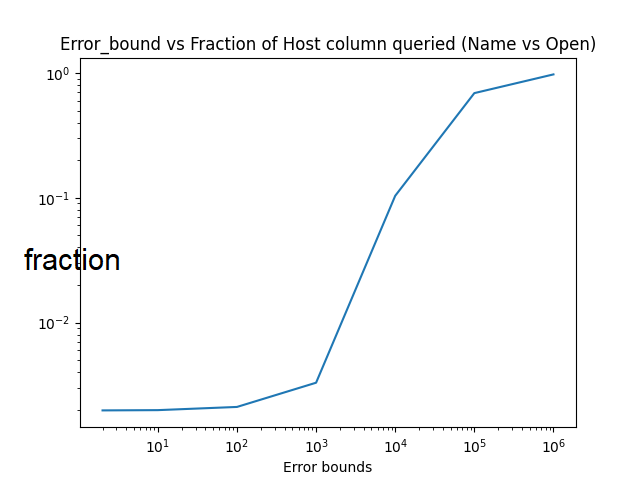 Error_bound vs Fraction of Host column queried (Name vs Open)
10⁰
10⁻¹
fraction
10⁻²
10¹ 10² 10³ 10⁴ 10⁵ 10⁶
Error bounds